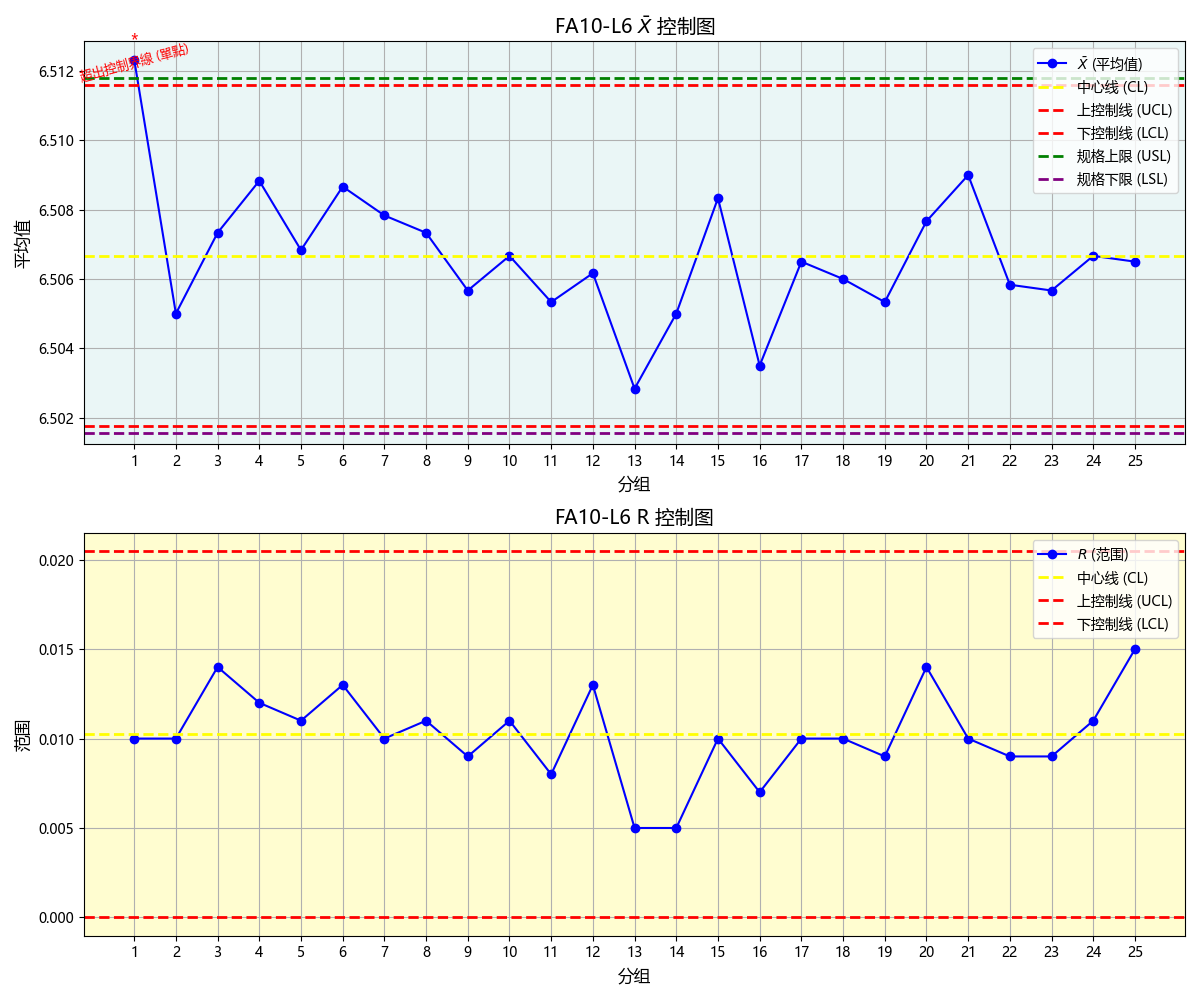 FA10-L6 X̄ 控制图
*
超出控制界線 (單點)
X̄ (平均值)
中心线 (CL)
上控制线 (UCL)
下控制线 (LCL)
规格上限 (USL)
规格下限 (LSL)
平均值
6.512
6.510
6.508
6.506
6.504
6.502
1 2 3 4 5 6 7 8 9 10 11 12 13 14 15 16 17 18 19 20 21 22 23 24 25
分组
FA10-L6 R 控制图
R (范围)
中心线 (CL)
上控制线 (UCL)
下控制线 (LCL)
范围
0.020
0.015
0.010
0.005
0.000
1 2 3 4 5 6 7 8 9 10 11 12 13 14 15 16 17 18 19 20 21 22 23 24 25
分组